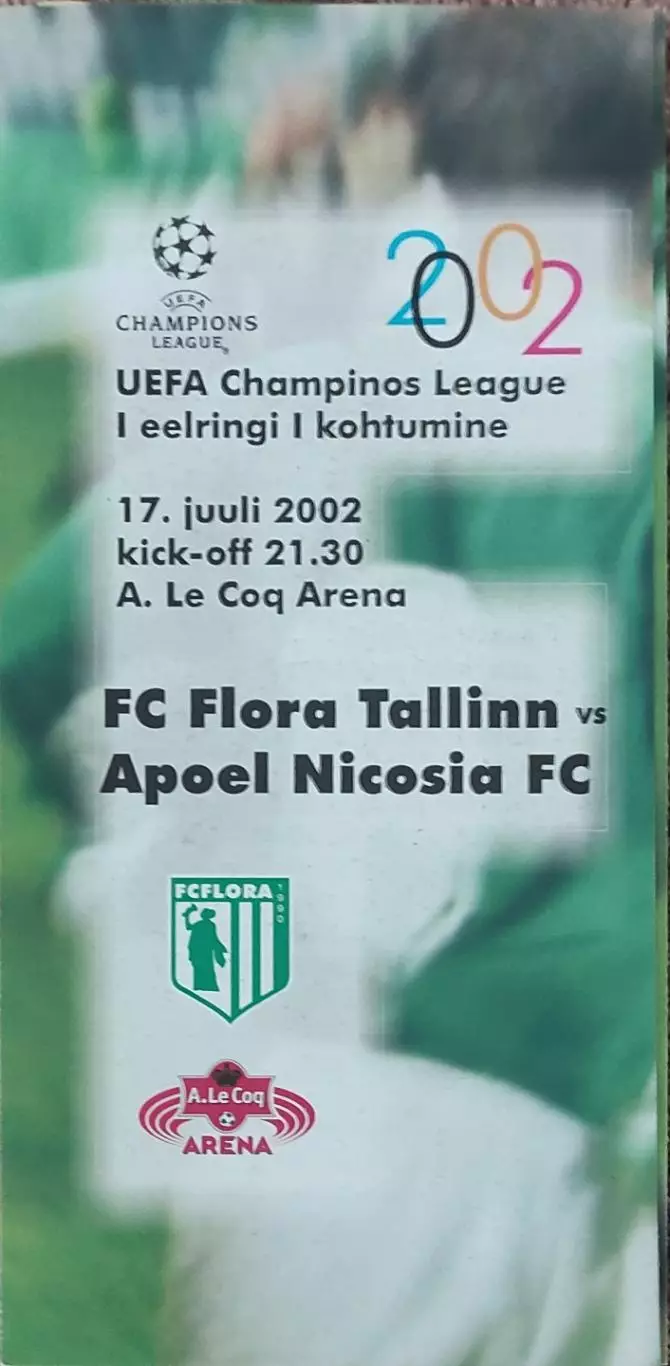 2002
UEFA
CHAMPIONS
LEAGUE
UEFA Champinos League
I eelringi I kohtumine
17. juuli 2002
kick-off 21.30
A. Le Coq Arena
FC Flora Tallinn vs
Apoel Nicosia FC
FCFLORA
1990
A.Le Coq
ARENA